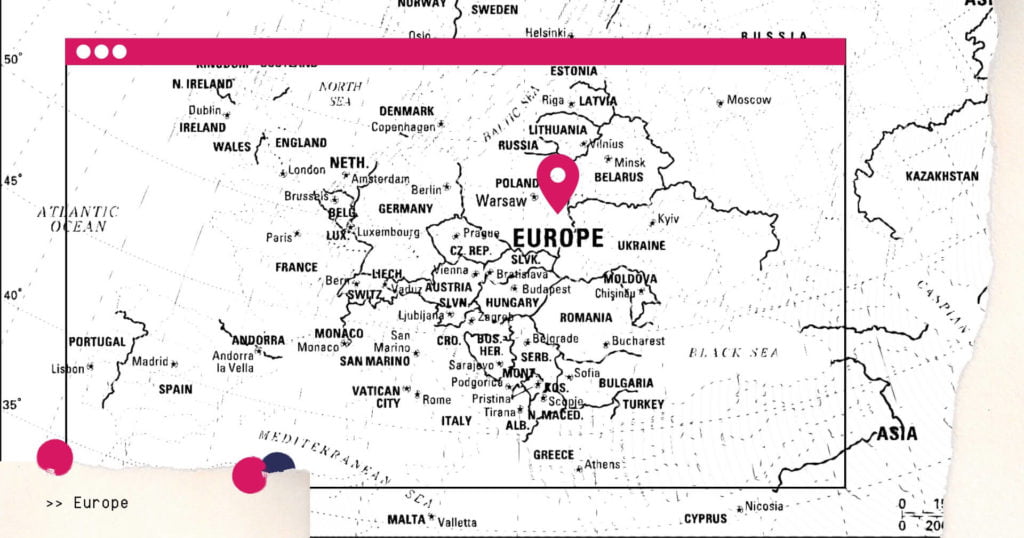 NORWAY
SWEDEN
ASI
Oslo
Helsinki
RUSSIA
50°
KINGDOM
SCOTLAND
ESTONIA
N. IRELAND
NORTH
SEA
BALTIC SEA
Riga
LATVIA
Moscow
Dublin
DENMARK
Copenhagen
IRELAND
LITHUANIA
WALES
ENGLAND
RUSSIA
Vilnius
NETH.
Minsk
London
Amsterdam
BELARUS
KAZAKHSTAN
45°
Berlin
POLAND
Brussels
Warsaw
ATLANTIC
OCEAN
BELG.
GERMANY
Kyiv
Paris
LUX.
Luxembourg
Prague
EUROPE
UKRAINE
CZ. REP.
SLVK.
FRANCE
LIECH.
Vienna
Bratislava
MOLDOVA
Bern
Vaduz
AUSTRIA
Budapest
Chişinău
40°
SWITZ.
SLVN.
HUNGARY
CASPIAN
Ljubljana
Zagreb
ROMANIA
PORTUGAL
ANDORRA
MONACO
San
Marino
CRO.
BOS.
HER.
Belgrade
Bucharest
Monaco
Andorra
la Vella
BLACK SEA
Lisbon
Madrid
SAN MARINO
SERB.
Sarajevo
SPAIN
MONT.
Sofia
VATICAN
CITY
Rome
Podgorica
KOS.
BULGARIA
35°
Pristina
Scopje
TURKEY
Tirana
N. MACED.
ITALY
ALB.
ASIA
MEDITERRANEAN SEA
GREECE
Athens
>> Europe
MALTA
Valletta
CYPRUS
Nicosia
0
0